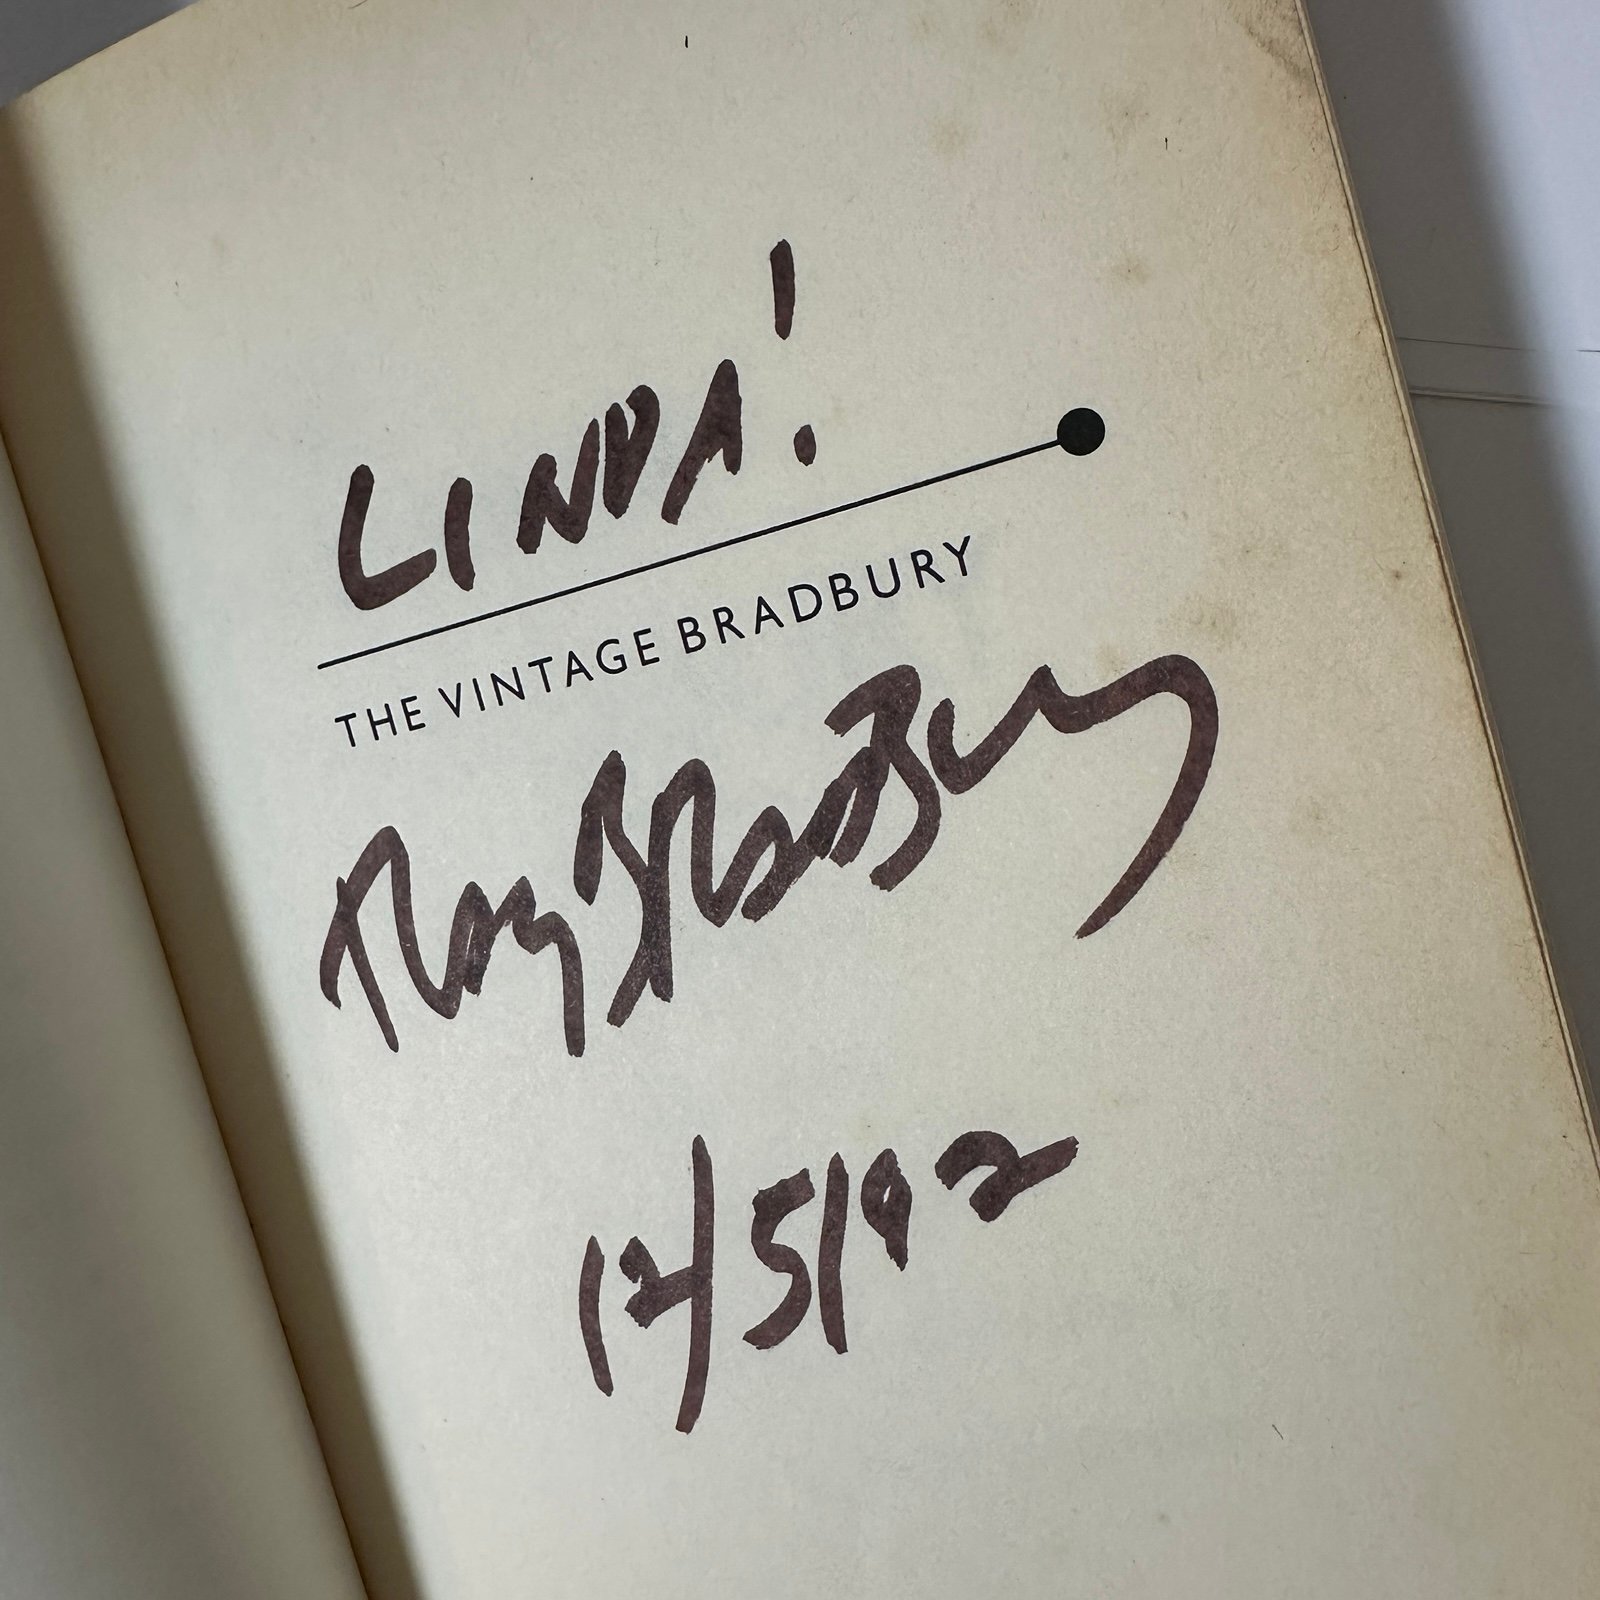 LINDA!
THE VINTAGE BRADBURY
Ray Bradbury
12/5/92